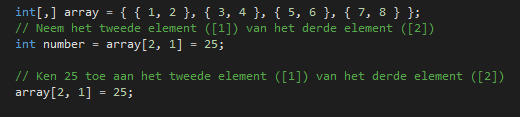 int[,] array = { { 1, 2 }, { 3, 4 }, { 5, 6 }, { 7, 8 } };
// Neem het tweede element ([1]) van het derde element ([2])
int number = array[2, 1] = 25;
// Ken 25 toe aan het tweede element ([1]) van het derde element ([2])
array[2, 1] = 25;